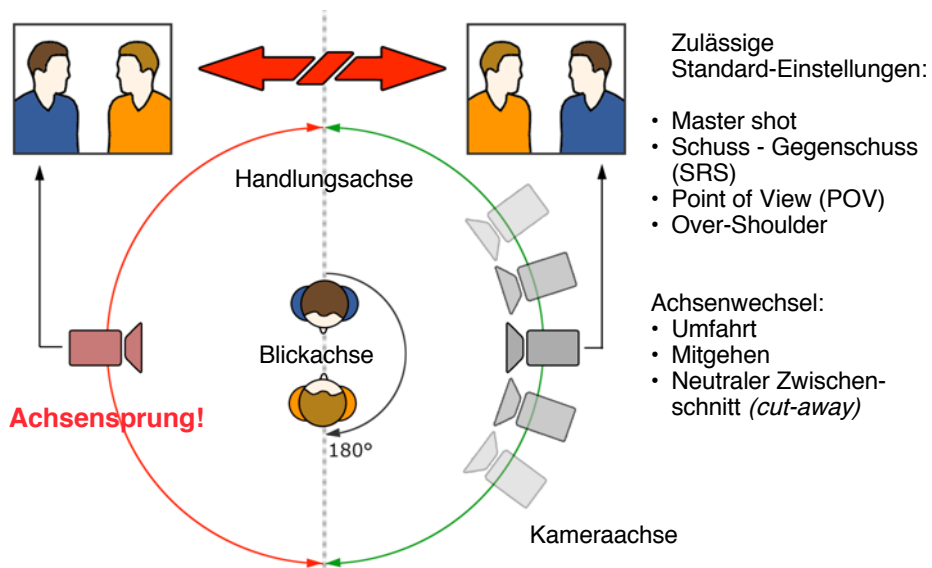 Zulässige
Standard-Einstellungen:
• Master shot
• Schuss - Gegenschuss
(SRS)
• Point of View (POV)
• Over-Shoulder
Handlungsachse
Achsenwechsel:
• Umfahrt
• Mitgehen
• Neutraler Zwischen-
schnitt (cut-away)
Blickachse
Achsensprung!
180°
Kameraachse